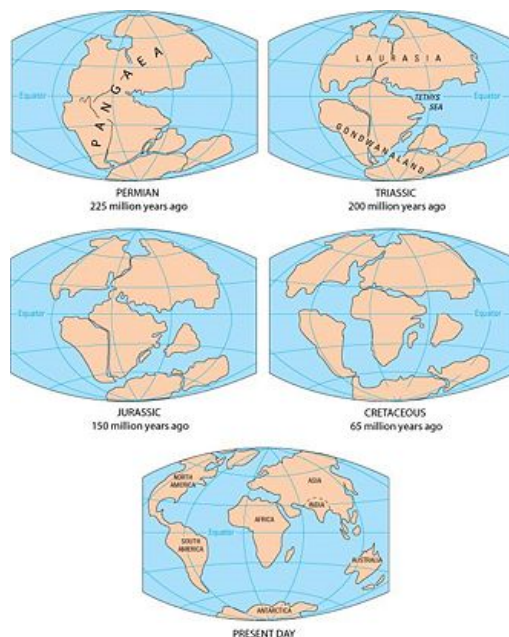 Equator
PANGAEA
PERMIAN
225 million years ago
LAURASIA
TETHYS
SEA
Equator
GONDWANALAND
TRIASSIC
200 million years ago
Equator
JURASSIC
150 million years ago
Equator
CRETACEOUS
65 million years ago
NORTH
AMERICA
ASIA
INDIA
AFRICA
Equator
SOUTH
AMERICA
AUSTRALIA
ANTARCTICA
PRESENT DAY